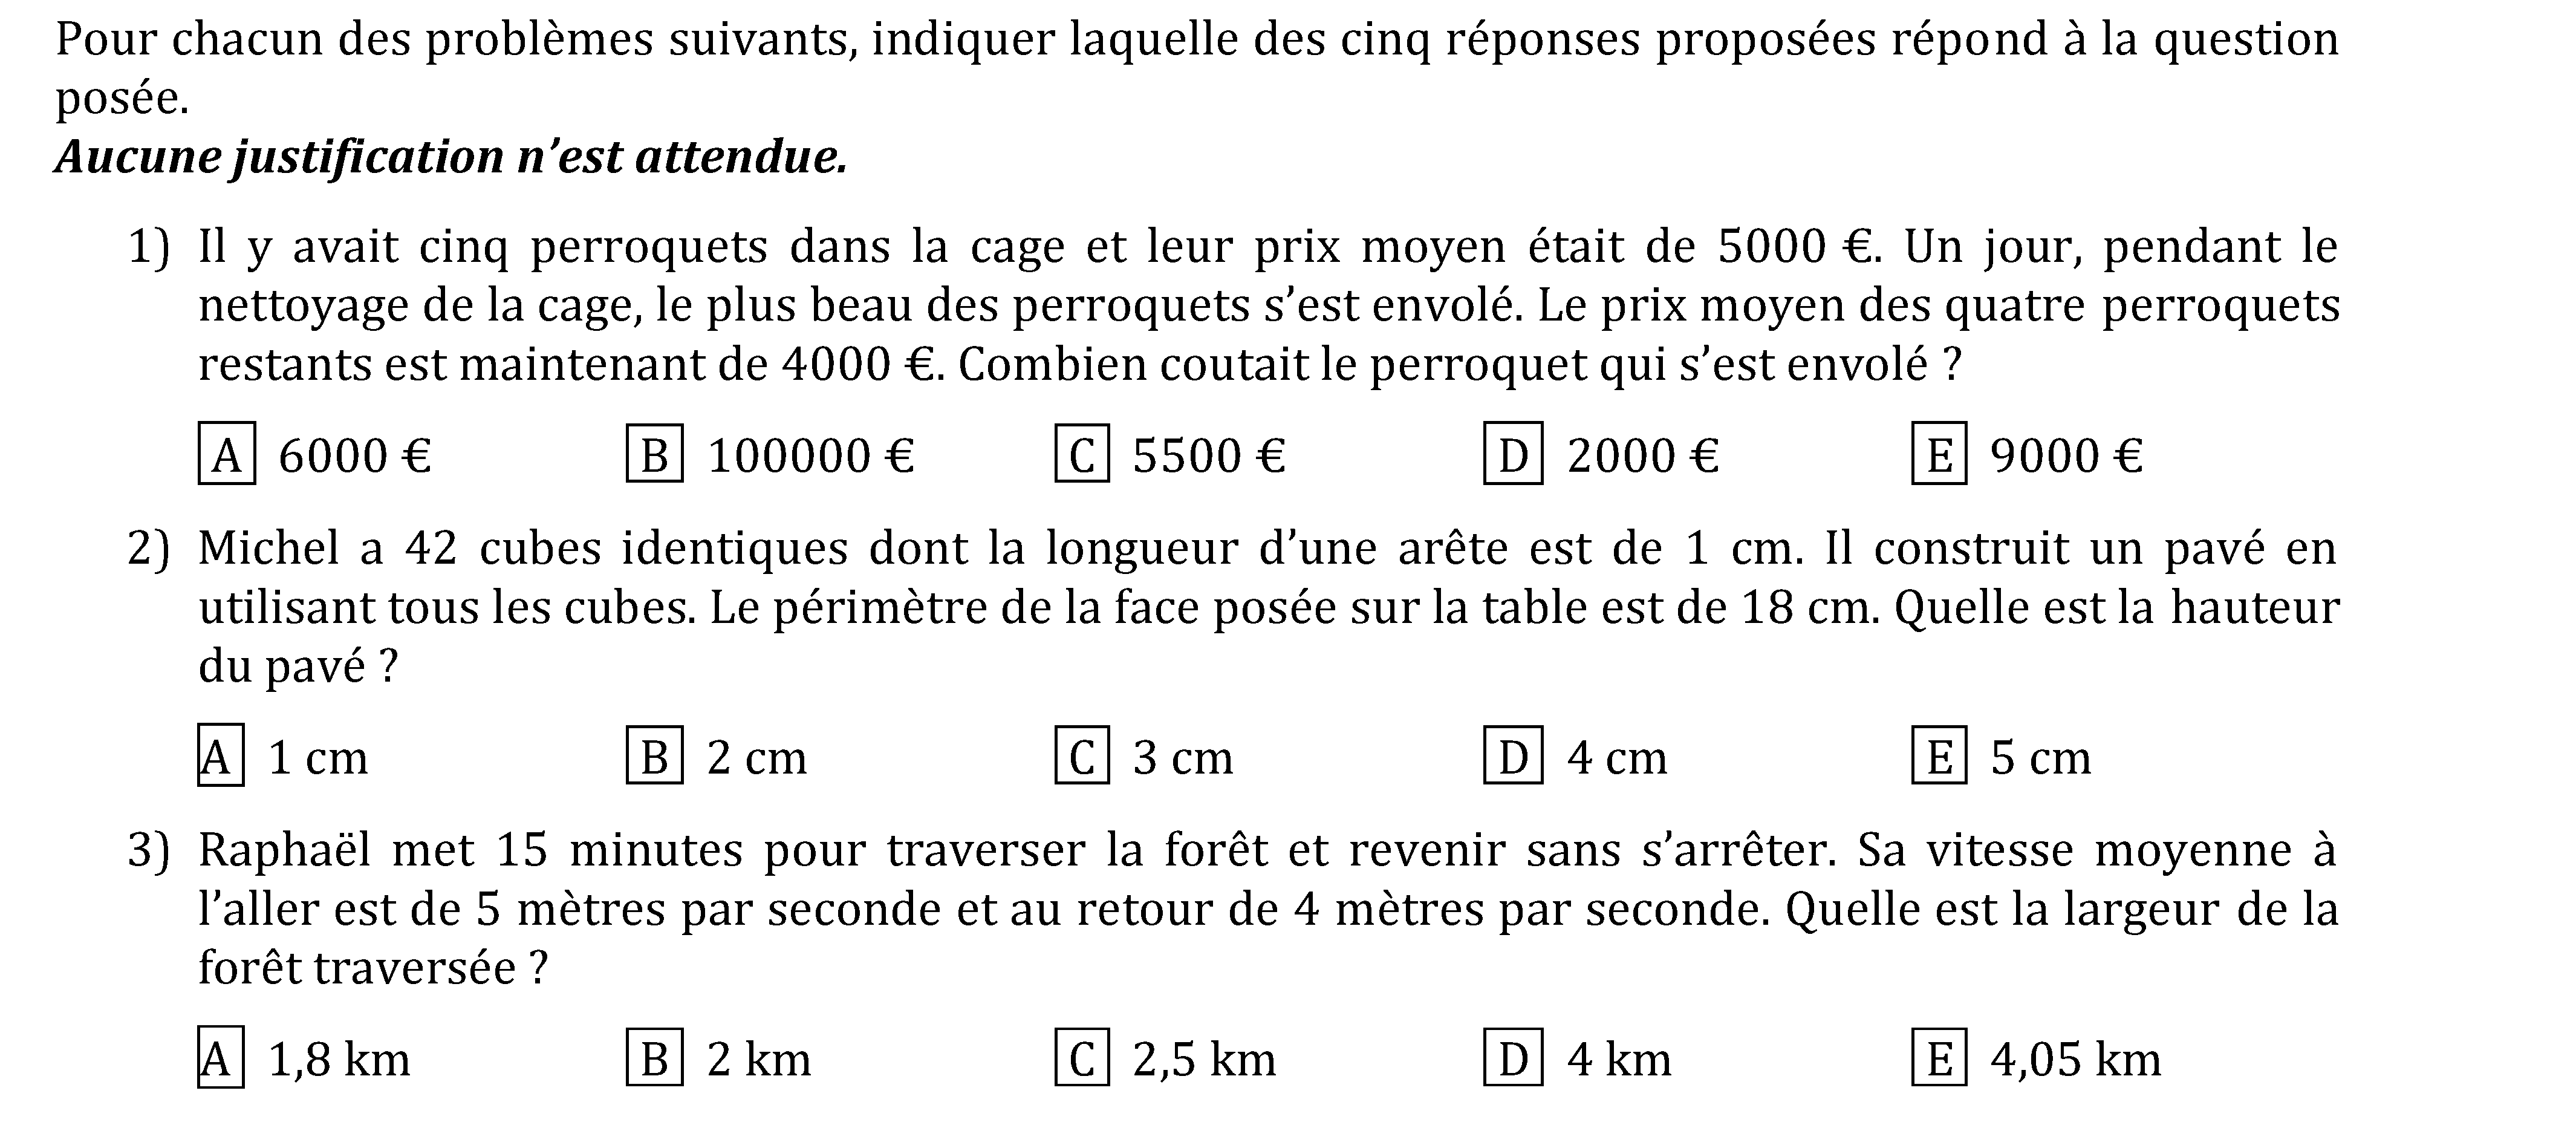 Pour chacun des problèmes suivants, indiquer laquelle des cinq réponses proposées répond à la question
posée.
Aucune justification n’est attendue.
1) Il y avait cinq perroquets dans la cage et leur prix moyen était de 5000 €. Un jour, pendant le
nettoyage de la cage, le plus beau des perroquets s’est envolé. Le prix moyen des quatre perroquets
restants est maintenant de 4000 €. Combien coutait le perroquet qui s’est envolé ?
A 6000 € B 100000 € C 5500 € D 2000 € E 9000 €
2) Michel a 42 cubes identiques dont la longueur d’une arête est de 1 cm. Il construit un pavé en
utilisant tous les cubes. Le périmètre de la face posée sur la table est de 18 cm. Quelle est la hauteur
du pavé ?
A 1 cm B 2 cm C 3 cm D 4 cm E 5 cm
3) Raphaël met 15 minutes pour traverser la forêt et revenir sans s’arrêter. Sa vitesse moyenne à
l’aller est de 5 mètres par seconde et au retour de 4 mètres par seconde. Quelle est la largeur de la
forêt traversée ?
A 1,8 km B 2 km C 2,5 km D 4 km E 4,05 km